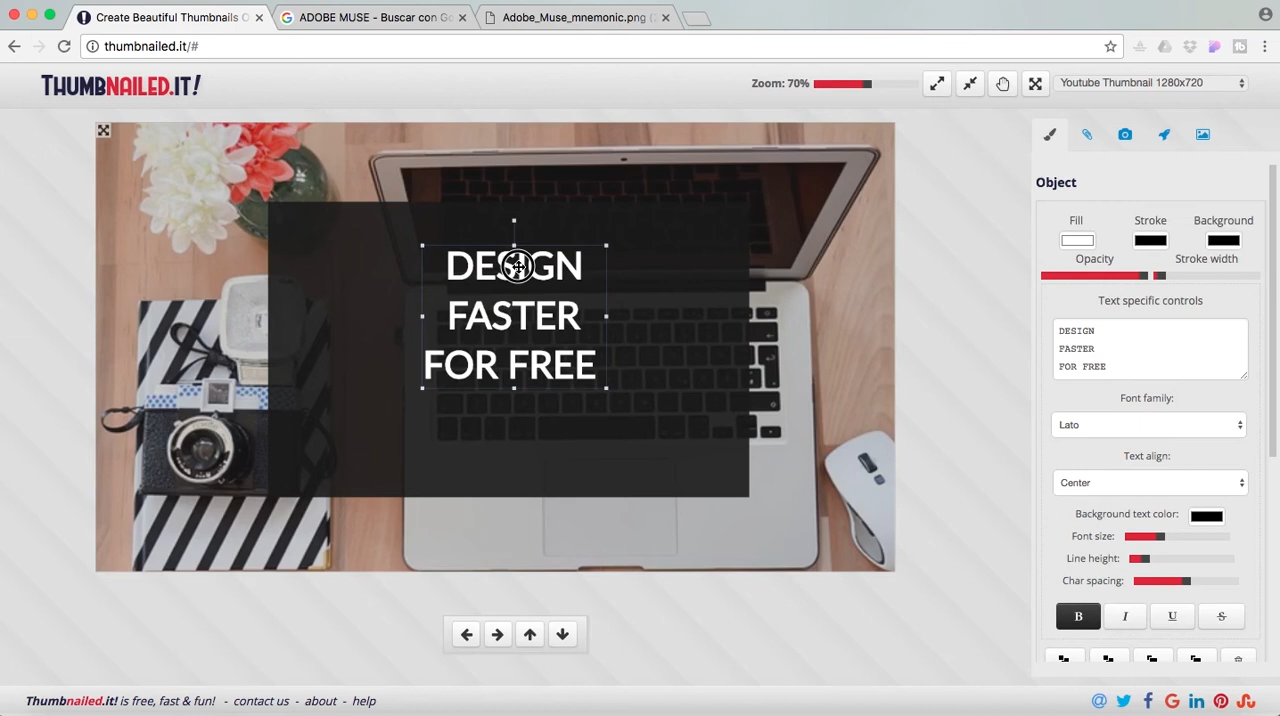 Create Beautiful Thumbnails O
ADOBE MUSE - Buscar con Go
Adobe_Muse_mnemonic.png (2
thumbnailed.it/#
THUMBNAILED.IT!
Zoom: 70%
Youtube Thumbnail 1280x720
Object
Fill
Stroke
Background
Opacity
Stroke width
Text specific controls
DESIGN
FASTER
FOR FREE
DESIGN
FASTER
FOR FREE
Font family:
Lato
Text align:
Center
Background text color:
Font size:
Line height:
Char spacing:
B
I
U
S
Thumbnailed.it! is free, fast & fun! - contact us - about - help